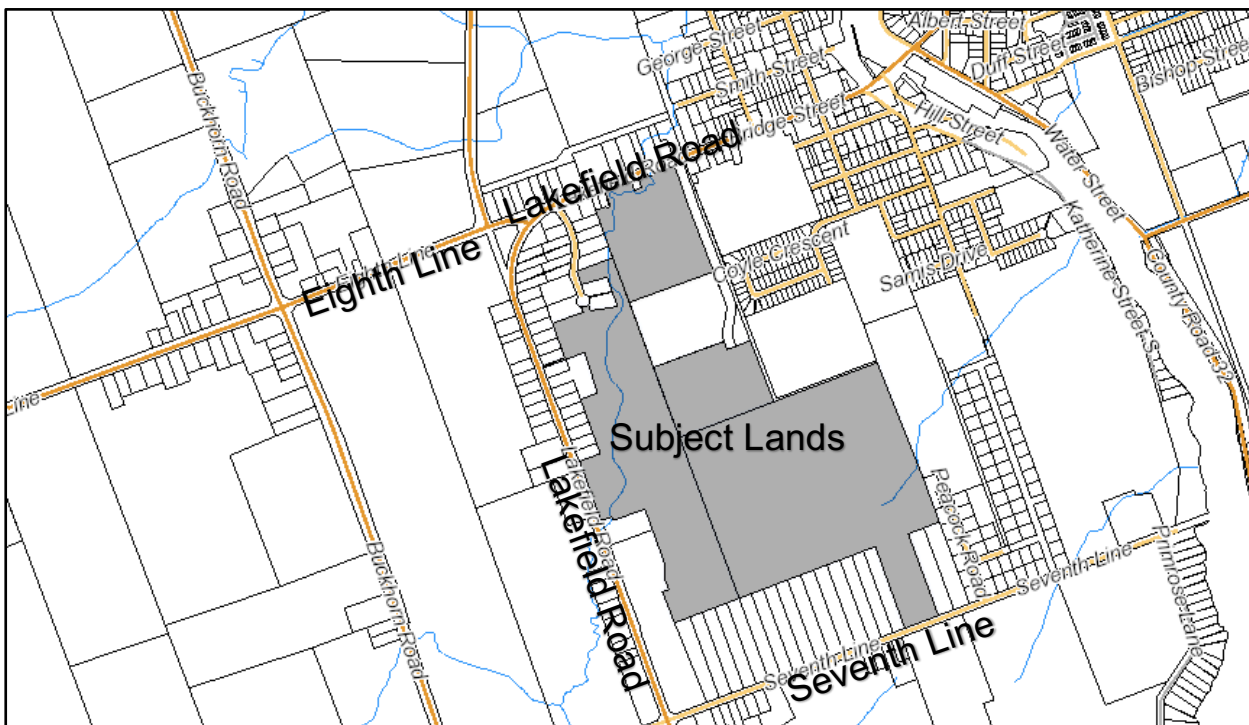 Albert Street
George Street
Duff Street
Smith Street
Bishop Street
Buckhorn Road
Bridge Street
Hill Street
Lakefield Road
Water Street
Eighth Line
Coyle Crescent
Katherine Street S
Samis Drive
County Road 32
Line
Subject Lands
Lakefield Road
Lakefield Road
Peacock Road
Buckhorn Road
Seventh Line
Primrose Lane
Seventh Line
Seventh Line